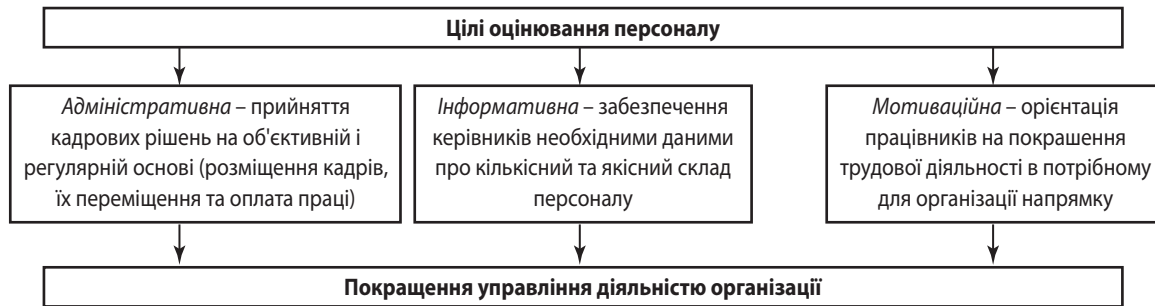 Цілі оцінювання персоналу
Адміністративна – прийняття
кадрових рішень на об'єктивній і
регулярній основі (розміщення кадрів,
їх переміщення та оплата праці)
Інформативна – забезпечення
керівників необхідними даними
про кількісний та якісний склад
персоналу
Мотиваційна – орієнтація
працівників на покрашення
трудової діяльності в потрібному
для організації напрямку
Покращення управління діяльністю організації